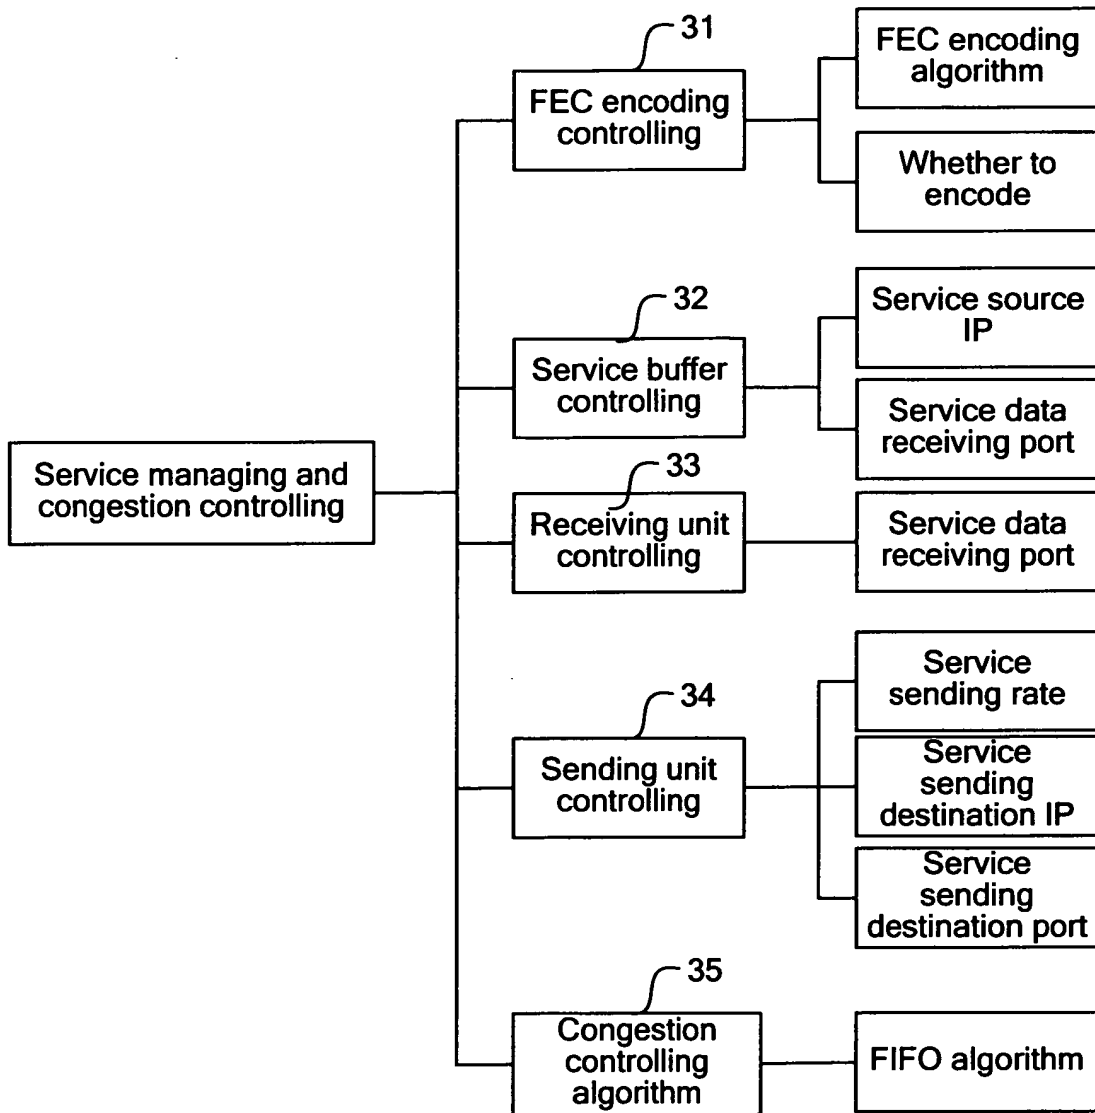 31
FEC encoding
controlling
FEC encoding
algorithm
Whether to
encode
32
Service buffer
controlling
Service source
IP
Service data
receiving port
Service managing and
congestion controlling
33
Receiving unit
controlling
Service data
receiving port
34
Sending unit
controlling
Service
sending rate
Service
sending
destination IP
Service
sending
destination port
35
Congestion
controlling
algorithm
FIFO algorithm